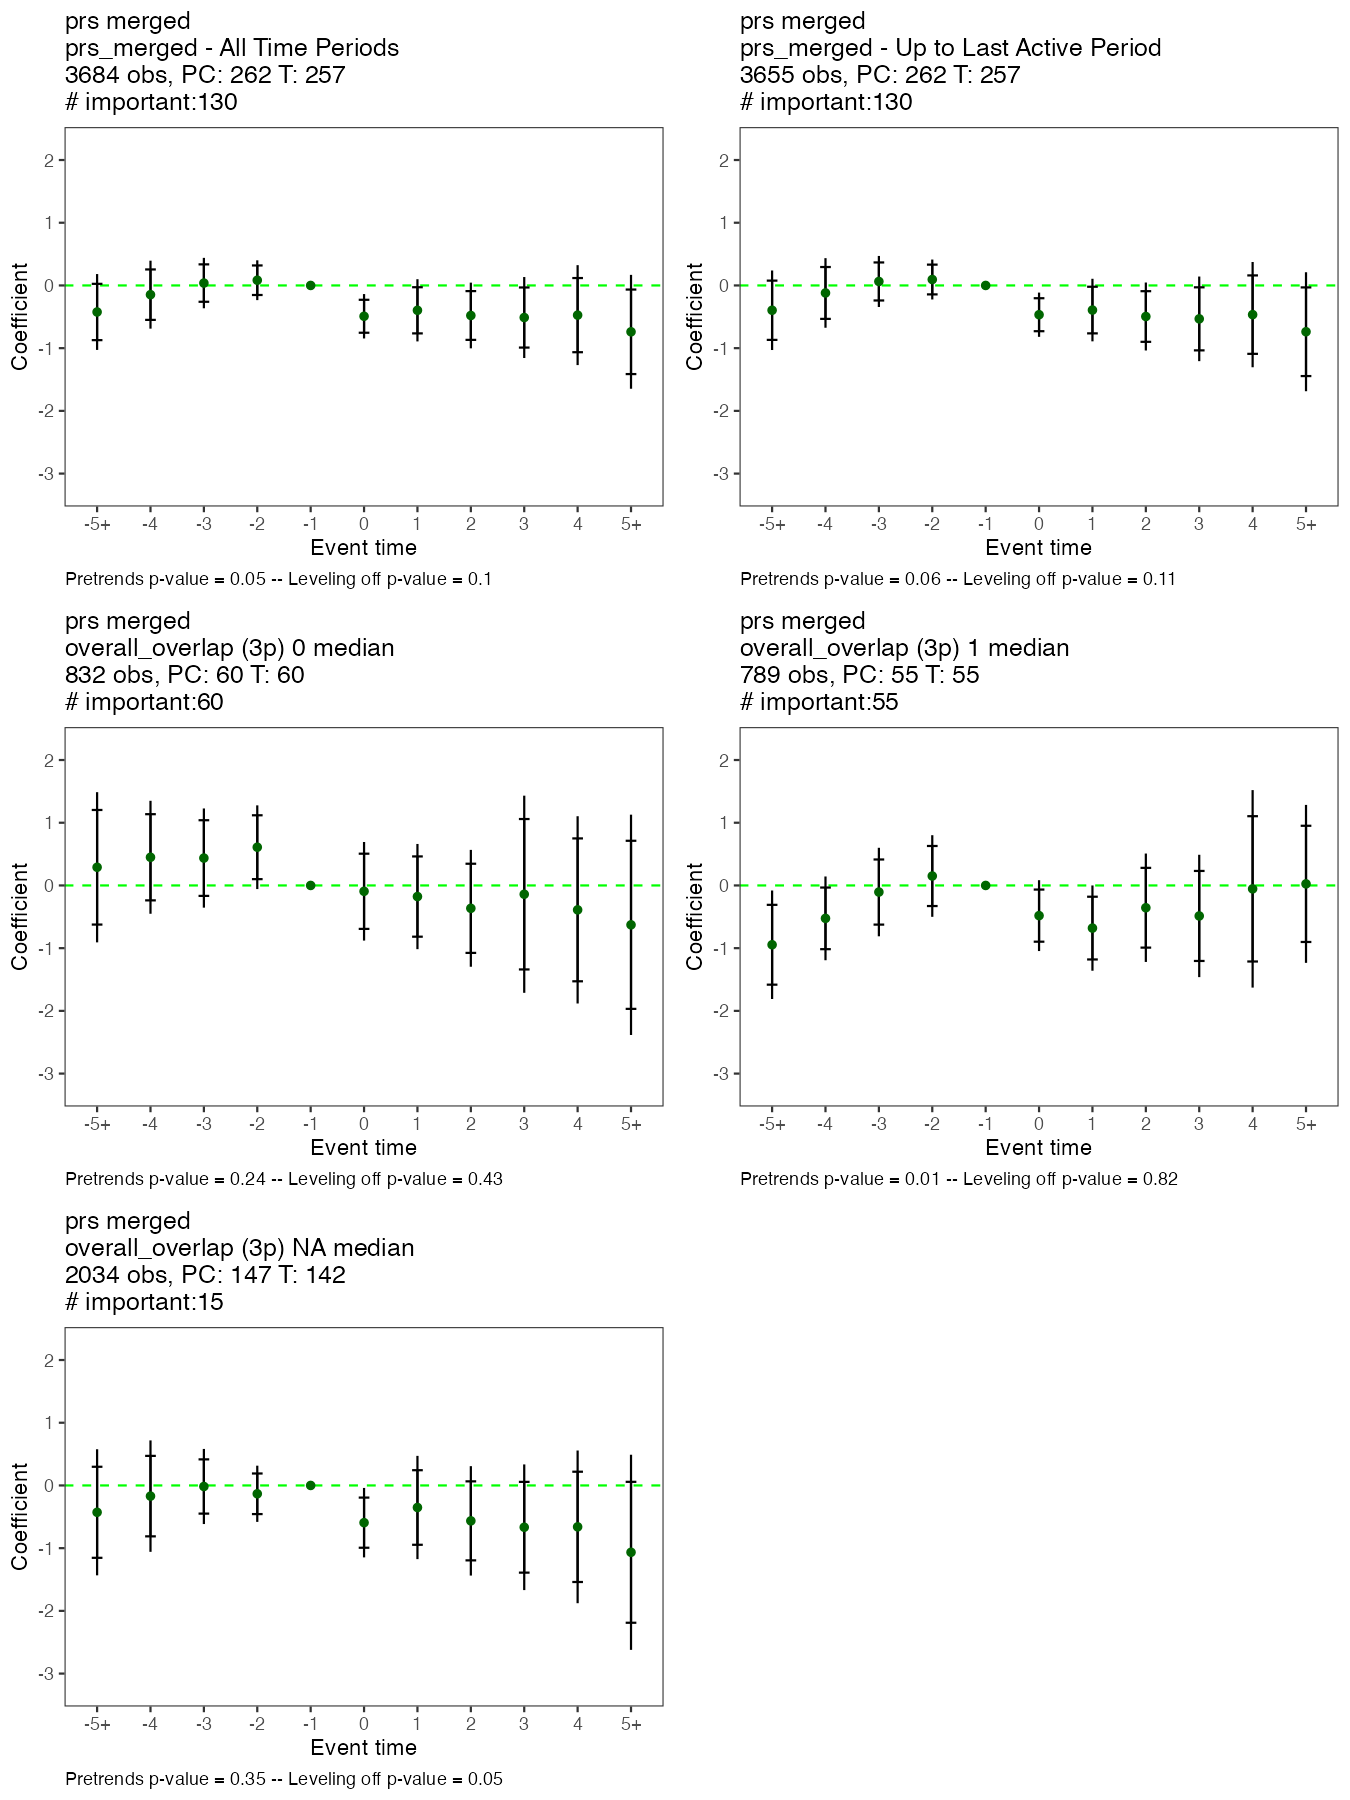 prs merged
prs_merged - All Time Periods
3684 obs, PC: 262 T: 257
# important:130
2
1
0
-1
-2
-3
Coefficient
-5+ -4 -3 -2 -1 0 1 2 3 4 5+
Event time
Pretrends p-value = 0.05 -- Leveling off p-value = 0.1
prs merged
prs_merged - Up to Last Active Period
3655 obs, PC: 262 T: 257
# important:130
2
1
0
-1
-2
-3
Coefficient
-5+ -4 -3 -2 -1 0 1 2 3 4 5+
Event time
Pretrends p-value = 0.06 -- Leveling off p-value = 0.11
prs merged
overall_overlap (3p) 0 median
832 obs, PC: 60 T: 60
# important:60
2
1
0
-1
-2
-3
Coefficient
-5+ -4 -3 -2 -1 0 1 2 3 4 5+
Event time
Pretrends p-value = 0.24 -- Leveling off p-value = 0.43
prs merged
overall_overlap (3p) 1 median
789 obs, PC: 55 T: 55
# important:55
2
1
0
-1
-2
-3
Coefficient
-5+ -4 -3 -2 -1 0 1 2 3 4 5+
Event time
Pretrends p-value = 0.01 -- Leveling off p-value = 0.82
prs merged
overall_overlap (3p) NA median
2034 obs, PC: 147 T: 142
# important:15
2
1
0
-1
-2
-3
Coefficient
-5+ -4 -3 -2 -1 0 1 2 3 4 5+
Event time
Pretrends p-value = 0.35 -- Leveling off p-value = 0.05